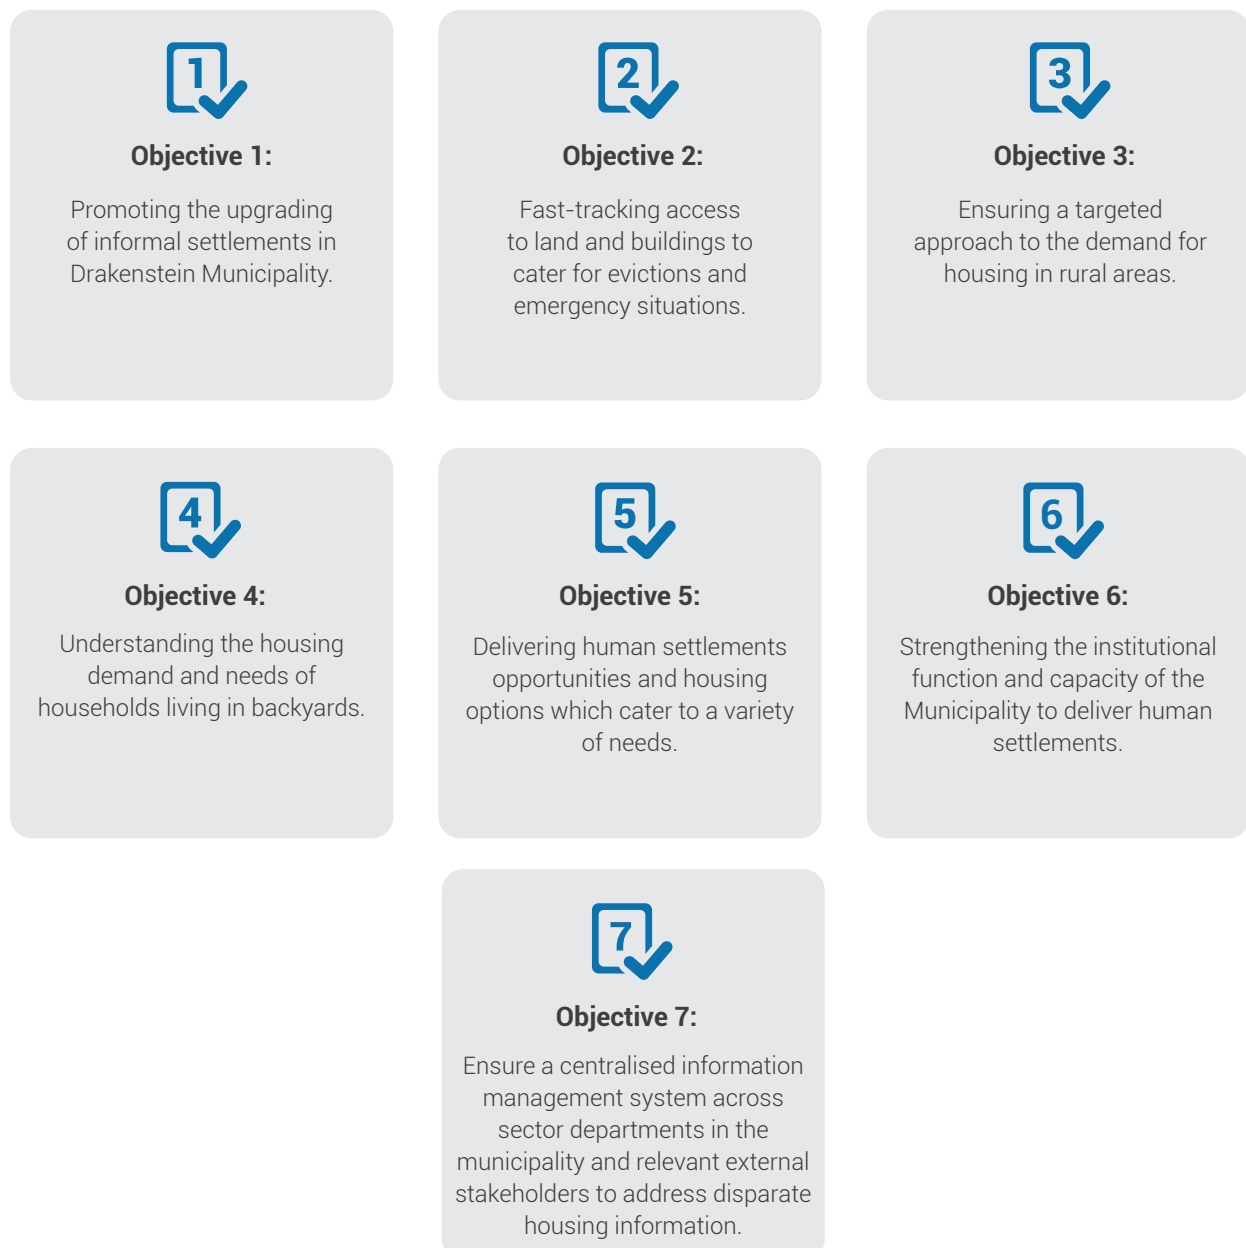 1
Objective 1:
Promoting the upgrading
of informal settlements in
Drakenstein Municipality.
2
Objective 2:
Fast-tracking access
to land and buildings to
cater for evictions and
emergency situations.
3
Objective 3:
Ensuring a targeted
approach to the demand for
housing in rural areas.
4
Objective 4:
Understanding the housing
demand and needs of
households living in backyards.
5
Objective 5:
Delivering human settlements
opportunities and housing
options which cater to a variety
of needs.
6
Objective 6:
Strengthening the institutional
function and capacity of the
Municipality to deliver human
settlements.
7
Objective 7:
Ensure a centralised information
management system across
sector departments in the
municipality and relevant external
stakeholders to address disparate
housing information.